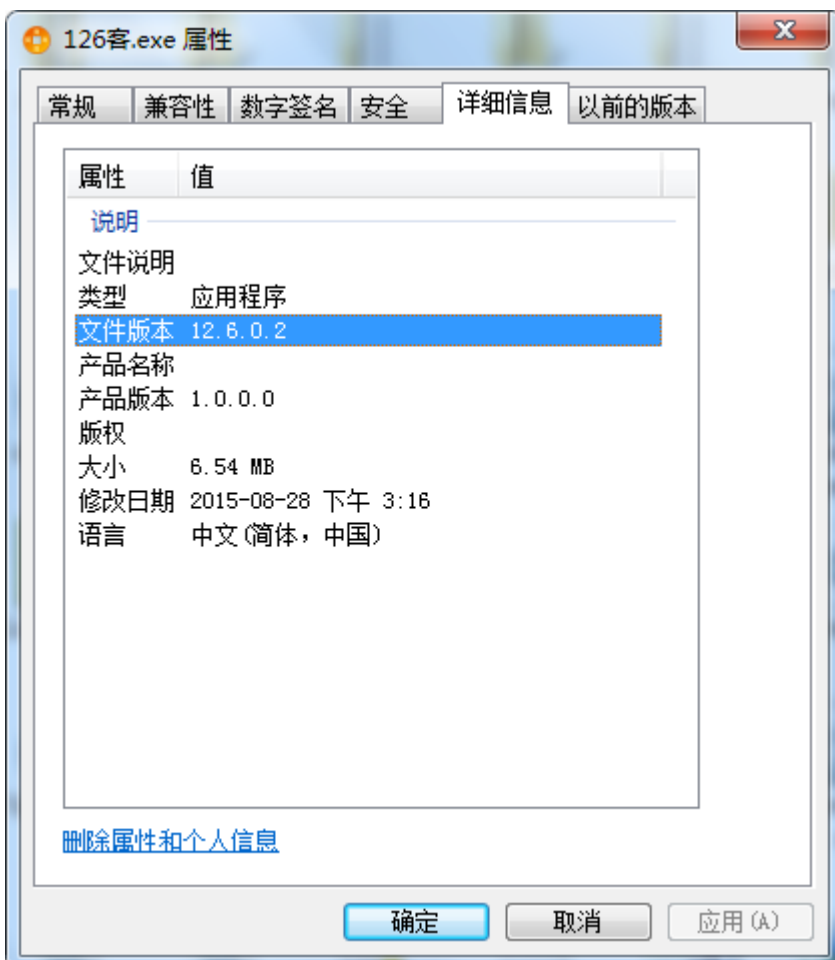 126客.exe 属性
常规 兼容性 数字签名 安全 详细信息 以前的版本
属性 值
说明
文件说明
类型 应用程序
文件版本 12.6.0.2
产品名称
产品版本 1.0.0.0
版权
大小 6.54 MB
修改日期 2015-08-28 下午 3:16
语言 中文(简体，中国)
删除属性和个人信息
确定 取消 应用(A)